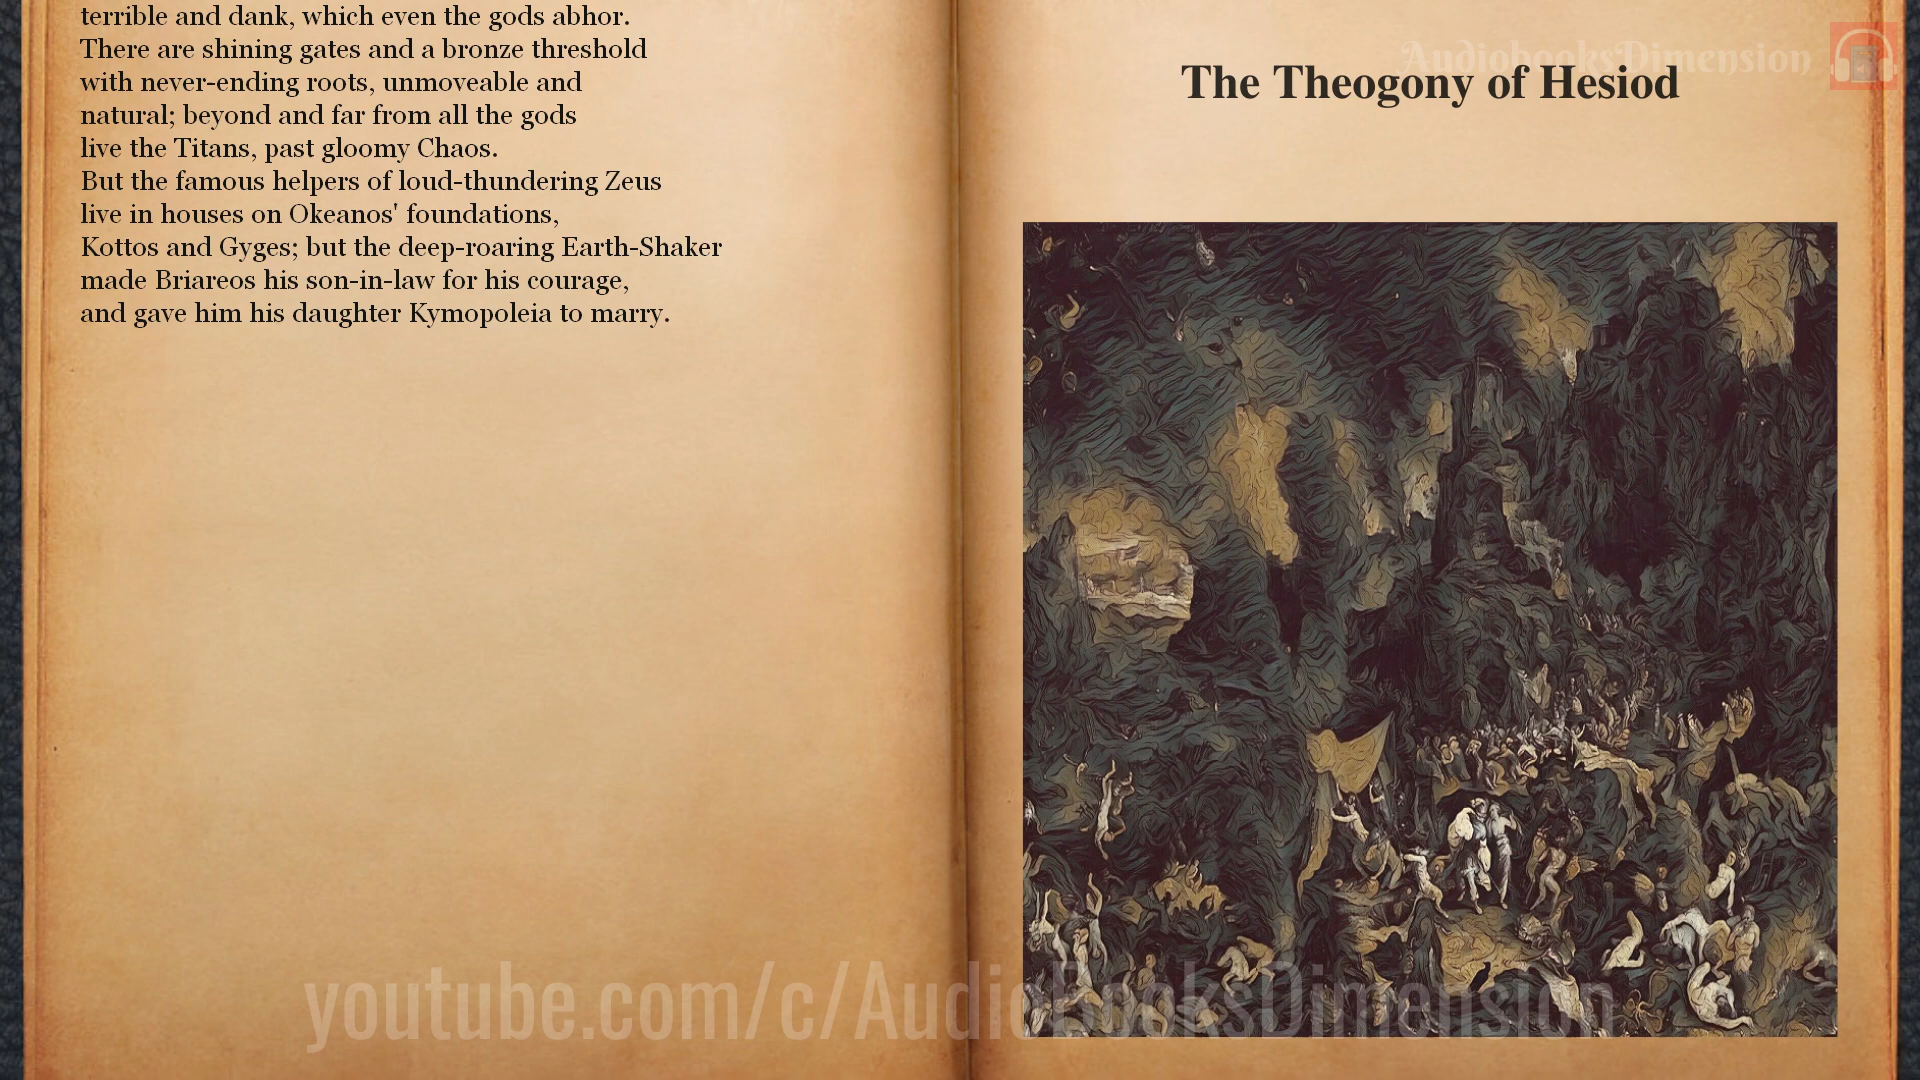 terrible and dank, which even the gods abhor.
There are shining gates and a bronze threshold
with never-ending roots, unmoveable and
natural; beyond and far from all the gods
live the Titans, past gloomy Chaos.
But the famous helpers of loud-thundering Zeus
live in houses on Okeanos' foundations,
Kottos and Gyges; but the deep-roaring Earth-Shaker
made Briareos his son-in-law for his courage,
and gave him his daughter Kymopoleia to marry.
AudiobooksDimension
The Theogony of Hesiod
youtube.com/c/AudioBooksDimension